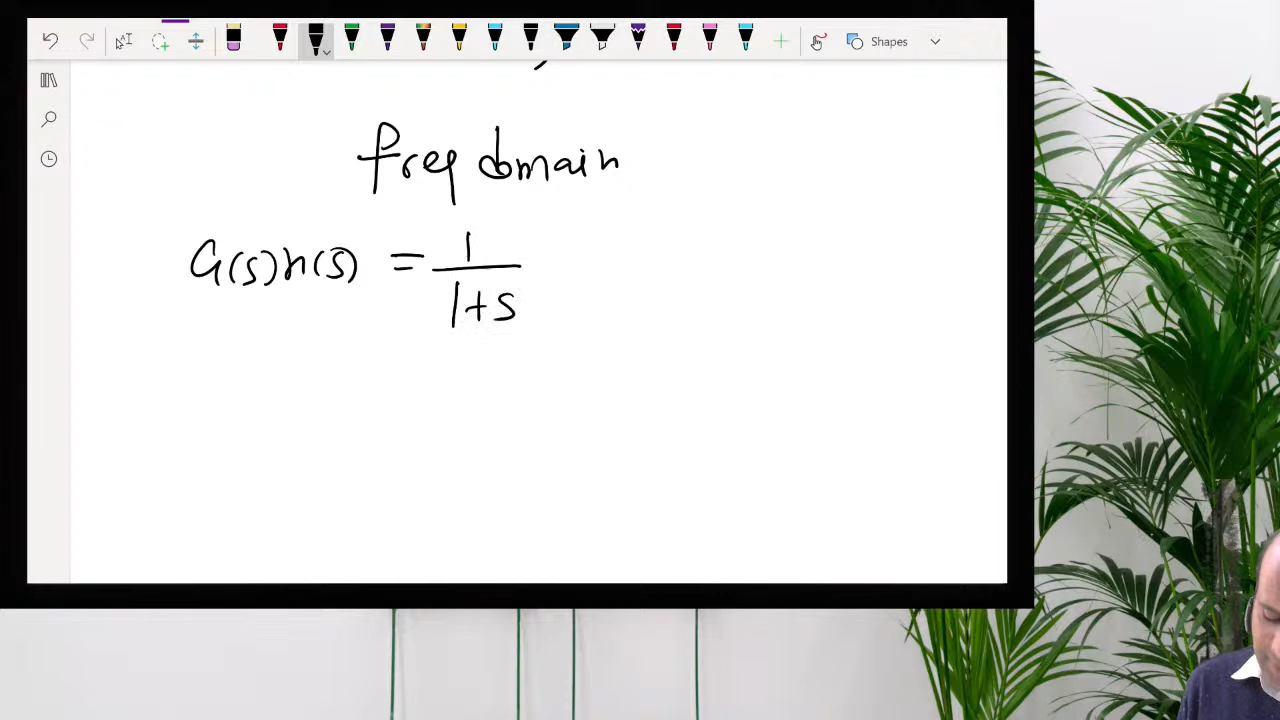 Shapes
freq domain
G(s)H(s) = 1/(1+s)